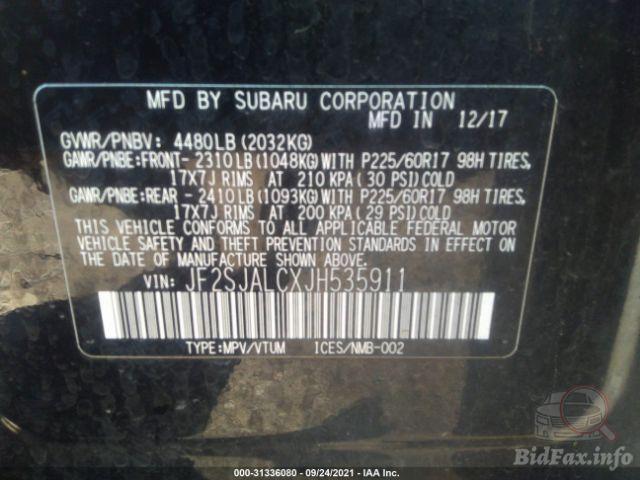 MFD BY SUBARU CORPORATION
MFD IN 12/17
GVWR/PNBV: 4480LB(2032KG)
GAWR/PNBE:FRONT- 2310LB(1048KG)WITH P225/60R17 98H TIRES,
17X7J RIMS AT 210 KPA(30 PSI)COLD
GAWR/PNBE:REAR - 2410LB(1093KG)WITH P225/60R17 98H TIRES,
17X7J RIMS AT 200 KPA(29 PSI)COLD
THIS VEHICLE CONFORMS TO ALL APPLICABLE FEDERAL MOTOR
VEHICLE SAFETY AND THEFT PREVENTION STANDARDS IN EFFECT ON THE
DATE OF MANUFACTURE SHOWN ABOVE.
VIN: JF2SJALCXJH535911
TYPE:MPV/VTUM ICES/NMB-002
BidFax.info
000-31336080 - 09/24/2021 - IAA Inc.